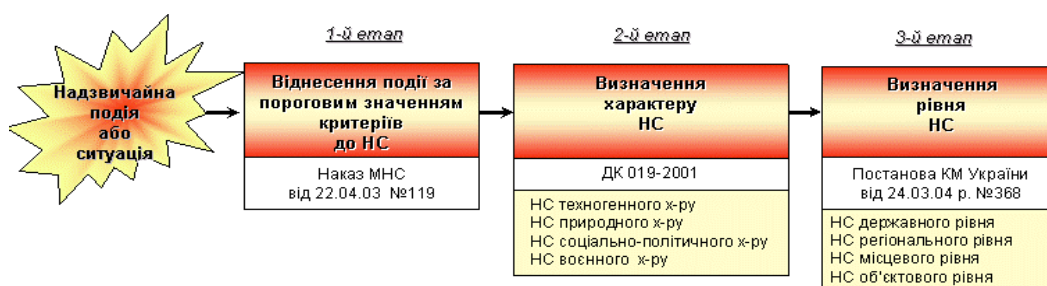 1-й етап
2-й етап
3-й етап
Надзвичайна
подія
або
ситуація
Віднесення події за
пороговим значенням
критеріїв
до НС
Наказ МНС
від 22.04.03 №119
Визначення
характеру
НС
ДК 019-2001
НС техногенного х-ру
НС природного х-ру
НС соціально-політичного х-ру
НС воєнного х-ру
Визначення
рівня
НС
Постанова КМ України
від 24.03.04 р. №368
НС державного рівня
НС регіонального рівня
НС місцевого рівня
НС об'єктового рівня